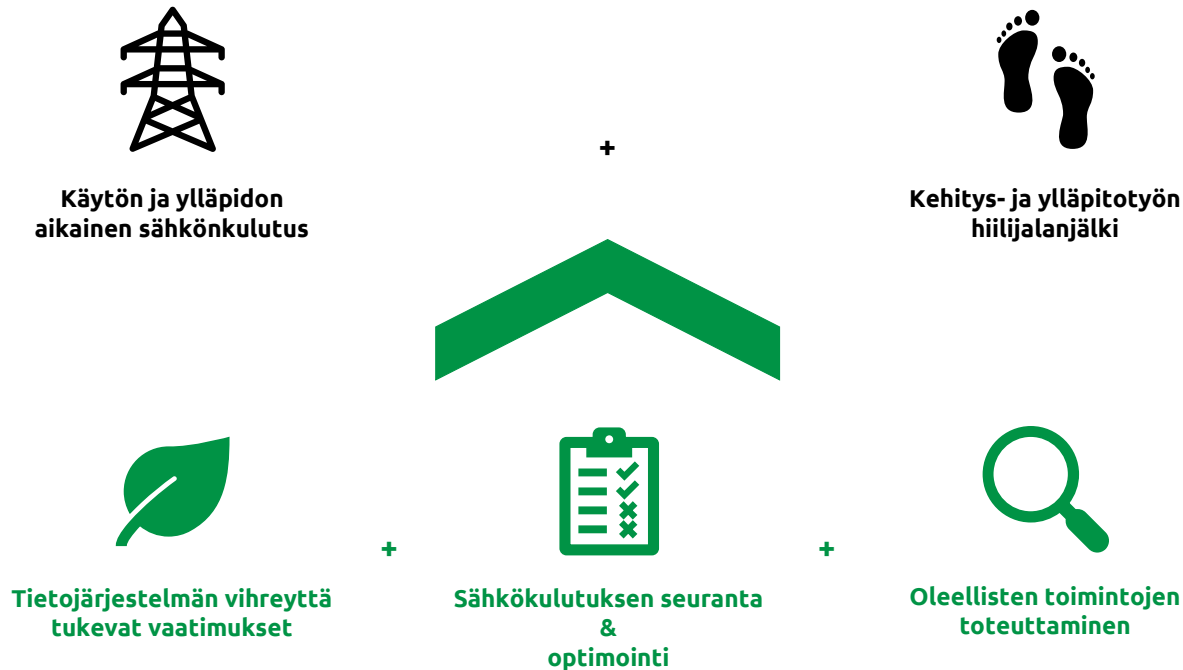 +
Käytön ja ylläpidon
aikainen sähkönkulutus
Kehitys- ja ylläpitotyön
hiilijalanjälki
+
+
Tietojärjestelmän vihreyttä
tukevat vaatimukset
Sähkökulutuksen seuranta
&
optimointi
Oleellisten toimintojen
toteuttaminen